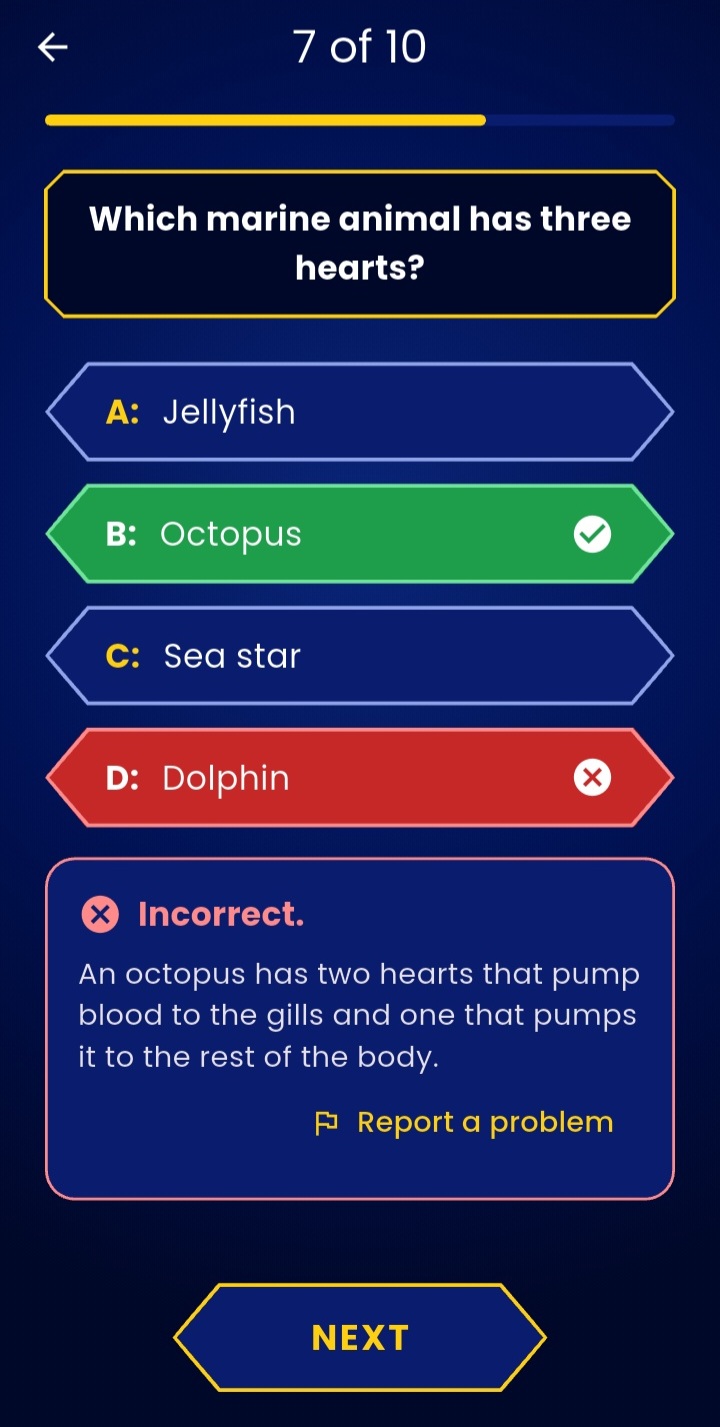 7 of 10
Which marine animal has three
hearts?
A: Jellyfish
B: Octopus
C: Sea star
D: Dolphin
Incorrect.
An octopus has two hearts that pump
blood to the gills and one that pumps
it to the rest of the body.
Report a problem
NEXT